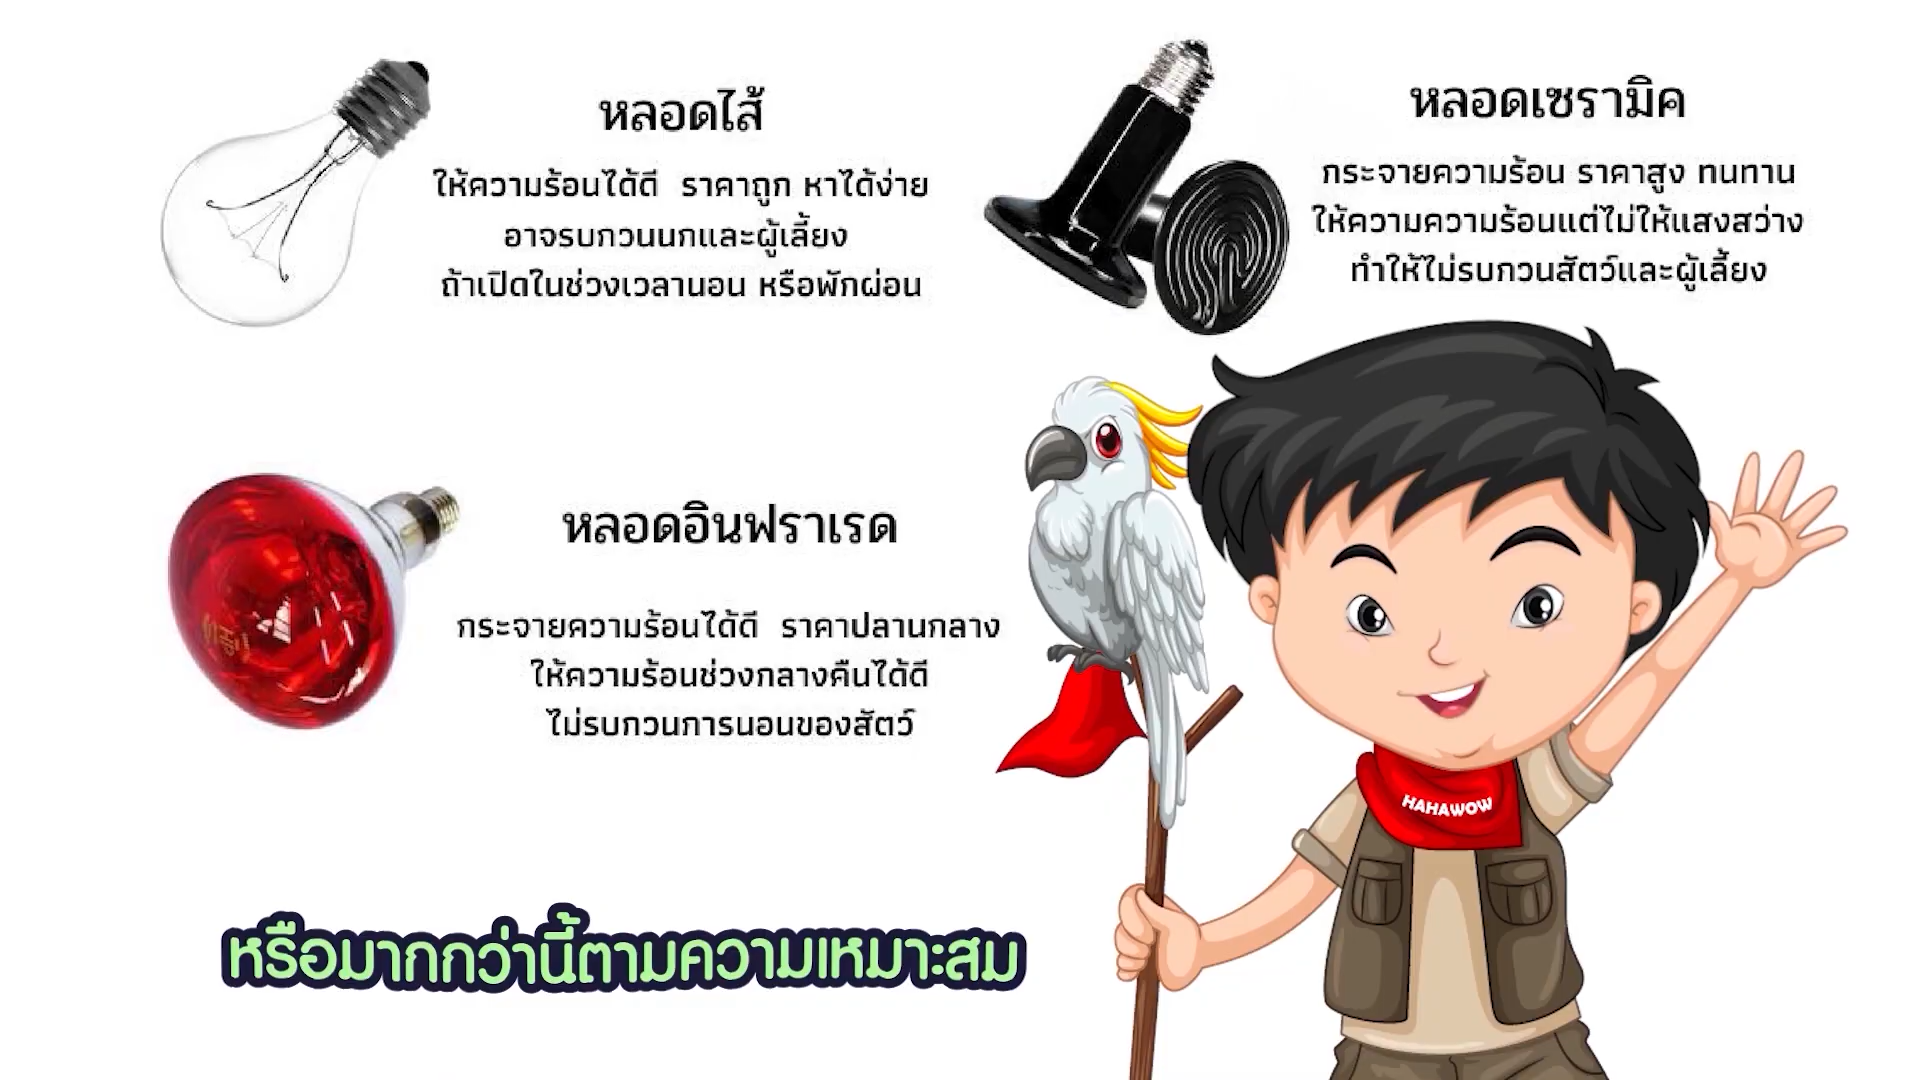 หลอดไส้
ให้ความร้อนได้ดี ราคาถูก หาได้ง่าย
อาจรบกวนนกและผู้เลี้ยง
ถ้าเปิดในช่วงเวลานอน หรือพักผ่อน
หลอดเซรามิค
กระจายความร้อน ราคาสูง ทนทาน
ให้ความความร้อนแต่ไม่ให้แสงสว่าง
ทำให้ไม่รบกวนสัตว์และผู้เลี้ยง
หลอดอินฟราเรด
กระจายความร้อนได้ดี ราคาปลานกลาง
ให้ความร้อนช่วงกลางคืนได้ดี
ไม่รบกวนการนอนของสัตว์
HAHAWOW
หรือมากกว่านี้ตามความเหมาะสม